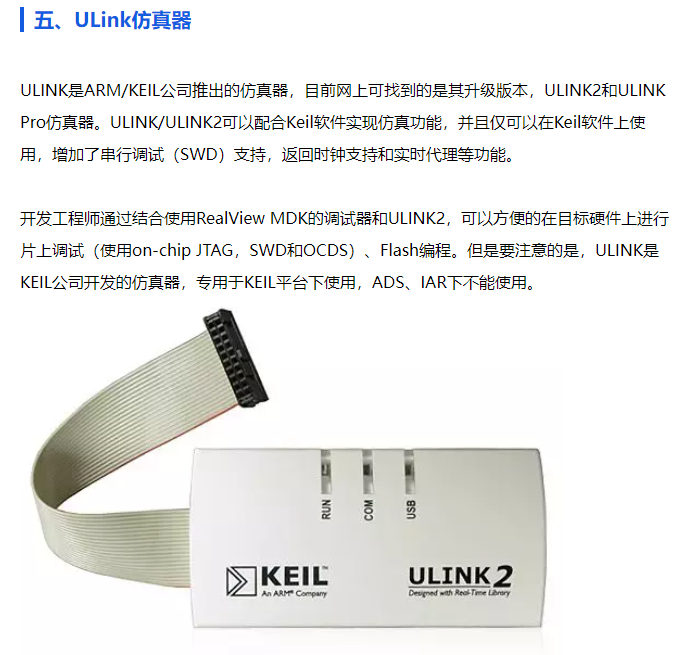 五、ULink仿真器
ULINK是ARM/KEIL公司推出的仿真器，目前网上可找到的是其升级版本，ULINK2和ULINK
Pro仿真器。ULINK/ULINK2可以配合Keil软件实现仿真功能，并且仅可以在Keil软件上使
用，增加了串行调试（SWD）支持，返回时钟支持和实时代理等功能。
开发工程师通过结合使用RealView MDK的调试器和ULINK2，可以方便的在目标硬件上进行
片上调试（使用on-chip JTAG，SWD和OCDS）、Flash编程。但是要注意的是，ULINK是
KEIL公司开发的仿真器，专用于KEIL平台下使用，ADS、IAR下不能使用。
RUN
COM
USB
KEIL™
An ARM® Company
ULINK2
Designed with Real-Time Library